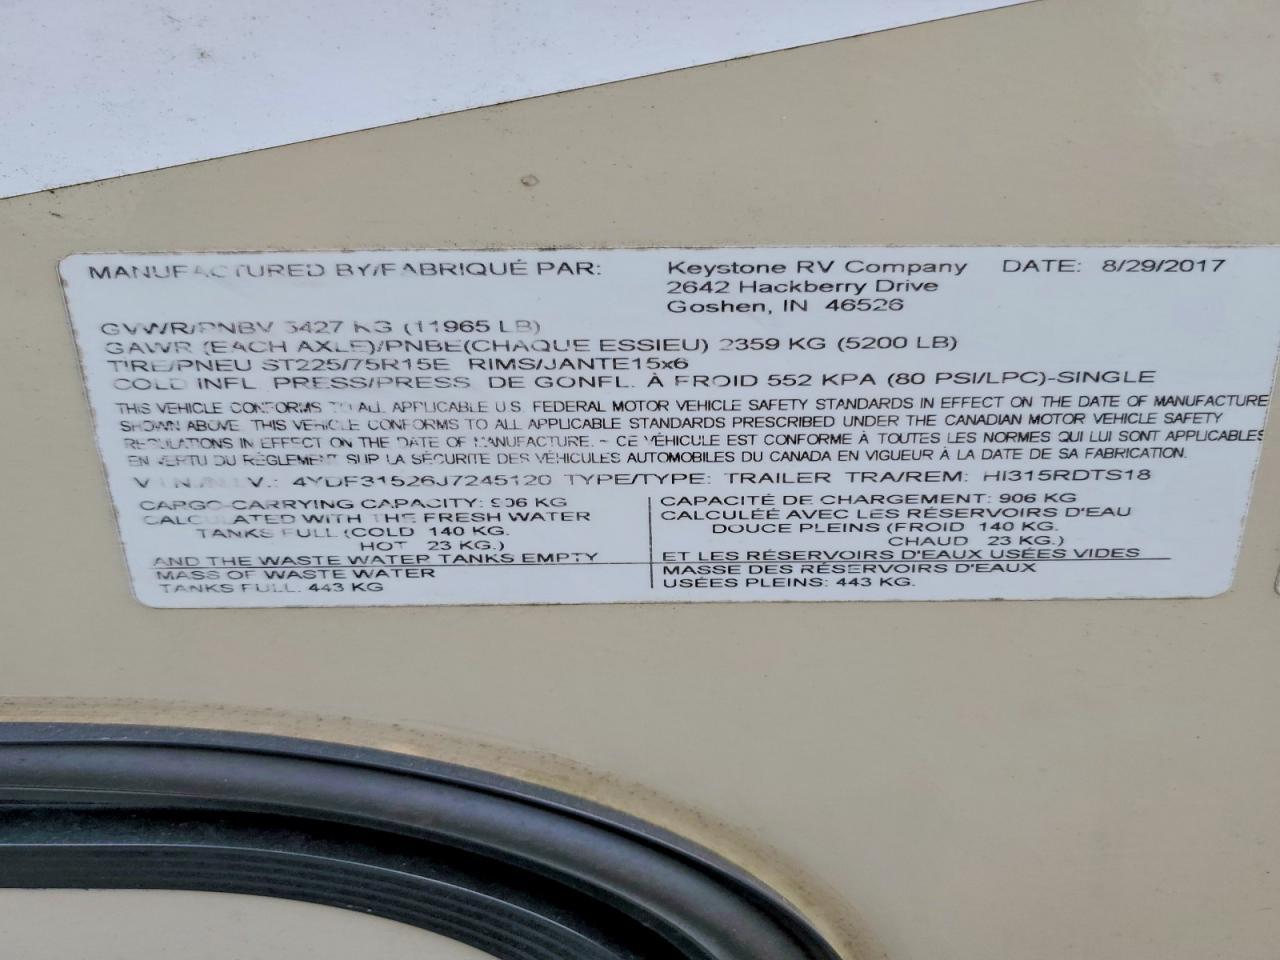 MANUFACTURED BY/FABRIQUÉ PAR: Keystone RV Company DATE: 8/29/2017
2642 Hackberry Drive
Goshen, IN 46526
GVWR/PNBV 5427 KG (11965 LB)
GAWR (EACH AXLE)/PNBE(CHAQUE ESSIEU) 2359 KG (5200 LB)
TIRE/PNEU ST225/75R15E RIMS/JANTE15x6
COLD INFL. PRESS/PRESS. DE GONFL. À FROID 552 KPA (80 PSI/LPC)-SINGLE
THIS VEHICLE CONFORMS TO ALL APPLICABLE U.S. FEDERAL MOTOR VEHICLE SAFETY STANDARDS IN EFFECT ON THE DATE OF MANUFACTURE
SHOWN ABOVE. THIS VEHICLE CONFORMS TO ALL APPLICABLE STANDARDS PRESCRIBED UNDER THE CANADIAN MOTOR VEHICLE SAFETY
REGULATIONS IN EFFECT ON THE DATE OF MANUFACTURE. ~ CE VÉHICULE EST CONFORME À TOUTES LES NORMES QUI LUI SONT APPLICABLES
EN VERTU DU RÈGLEMENT SUR LA SÉCURITÉ DES VÉHICULES AUTOMOBILES DU CANADA EN VIGUEUR À LA DATE DE SA FABRICATION.
V.I.N./N.I.V.: 4YDF31526J7245120 TYPE/TYPE: TRAILER TRA/REM: HI315RDTS18
CARGO-CARRYING CAPACITY: 906 KG
CALCULATED WITH THE FRESH WATER
TANKS FULL (COLD 140 KG.
HOT 23 KG.)
AND THE WASTE WATER TANKS EMPTY
MASS OF WASTE WATER
TANKS FULL: 443 KG
CAPACITÉ DE CHARGEMENT: 906 KG
CALCULÉE AVEC LES RÉSERVOIRS D'EAU
DOUCE PLEINS (FROID 140 KG.
CHAUD 23 KG.)
ET LES RÉSERVOIRS D'EAUX USÉES VIDES
MASSE DES RÉSERVOIRS D'EAUX
USÉES PLEINS: 443 KG.